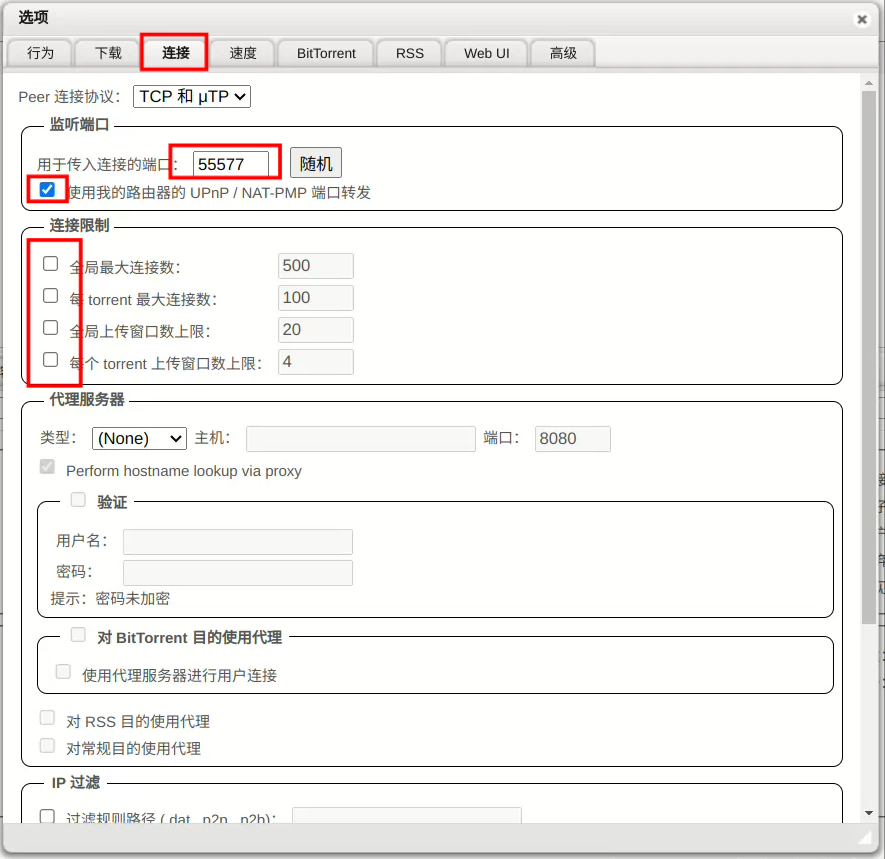 选项
行为 下载 连接 速度 BitTorrent RSS Web UI 高级
Peer 连接协议： TCP 和 μTP
监听端口
用于传入连接的端口： 55577 随机
使用我的路由器的 UPnP / NAT-PMP 端口转发
连接限制
全局最大连接数： 500
每 torrent 最大连接数： 100
全局上传窗口数上限： 20
每个 torrent 上传窗口数上限： 4
代理服务器
类型： (None) 主机： 端口： 8080
Perform hostname lookup via proxy
验证
用户名：
密码：
提示：密码未加密
对 BitTorrent 目的使用代理
使用代理服务器进行用户连接
对 RSS 目的使用代理
对常规目的使用代理
IP 过滤
过滤规则路径 (.dat, .p2p, .p2b)：